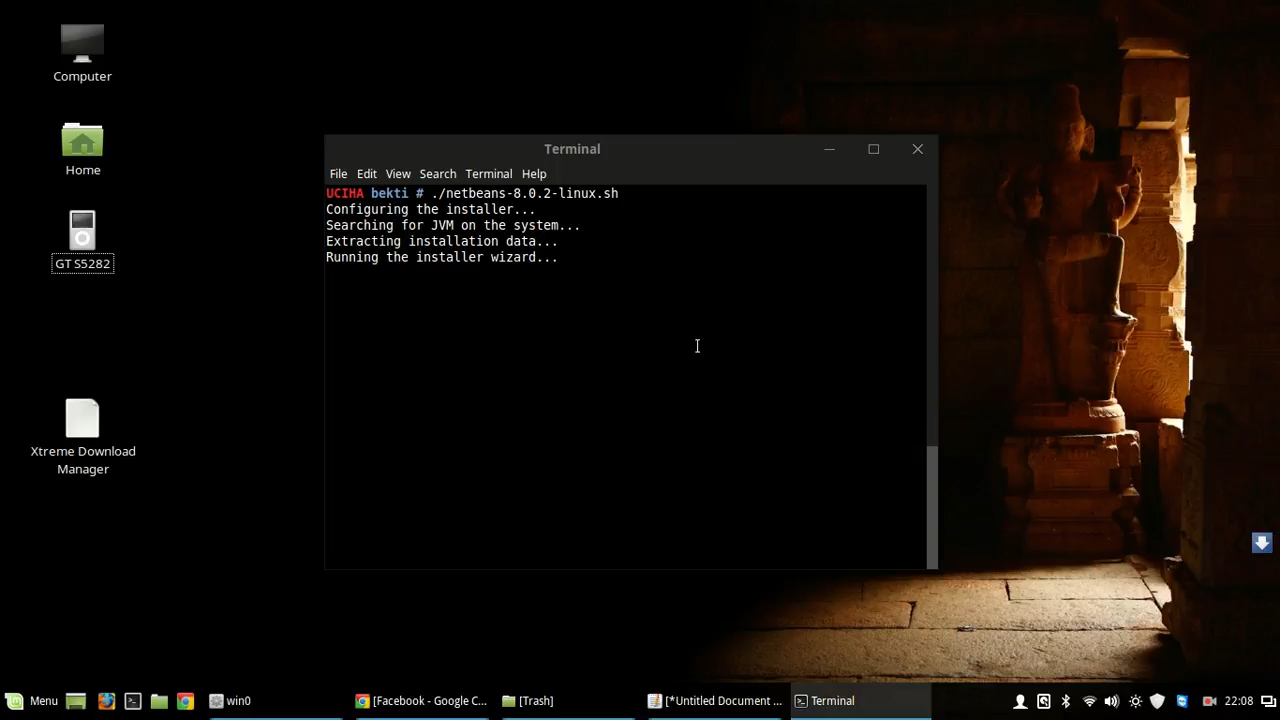 Computer
Home
GT S5282
Xtreme Download
Manager
Terminal
File Edit View Search Terminal Help
UCIHA bekti # ./netbeans-8.0.2-linux.sh
Configuring the installer...
Searching for JVM on the system...
Extracting installation data...
Running the installer wizard...
Menu win0 [Facebook - Google C... [Trash] [*Untitled Document ... Terminal 22:08